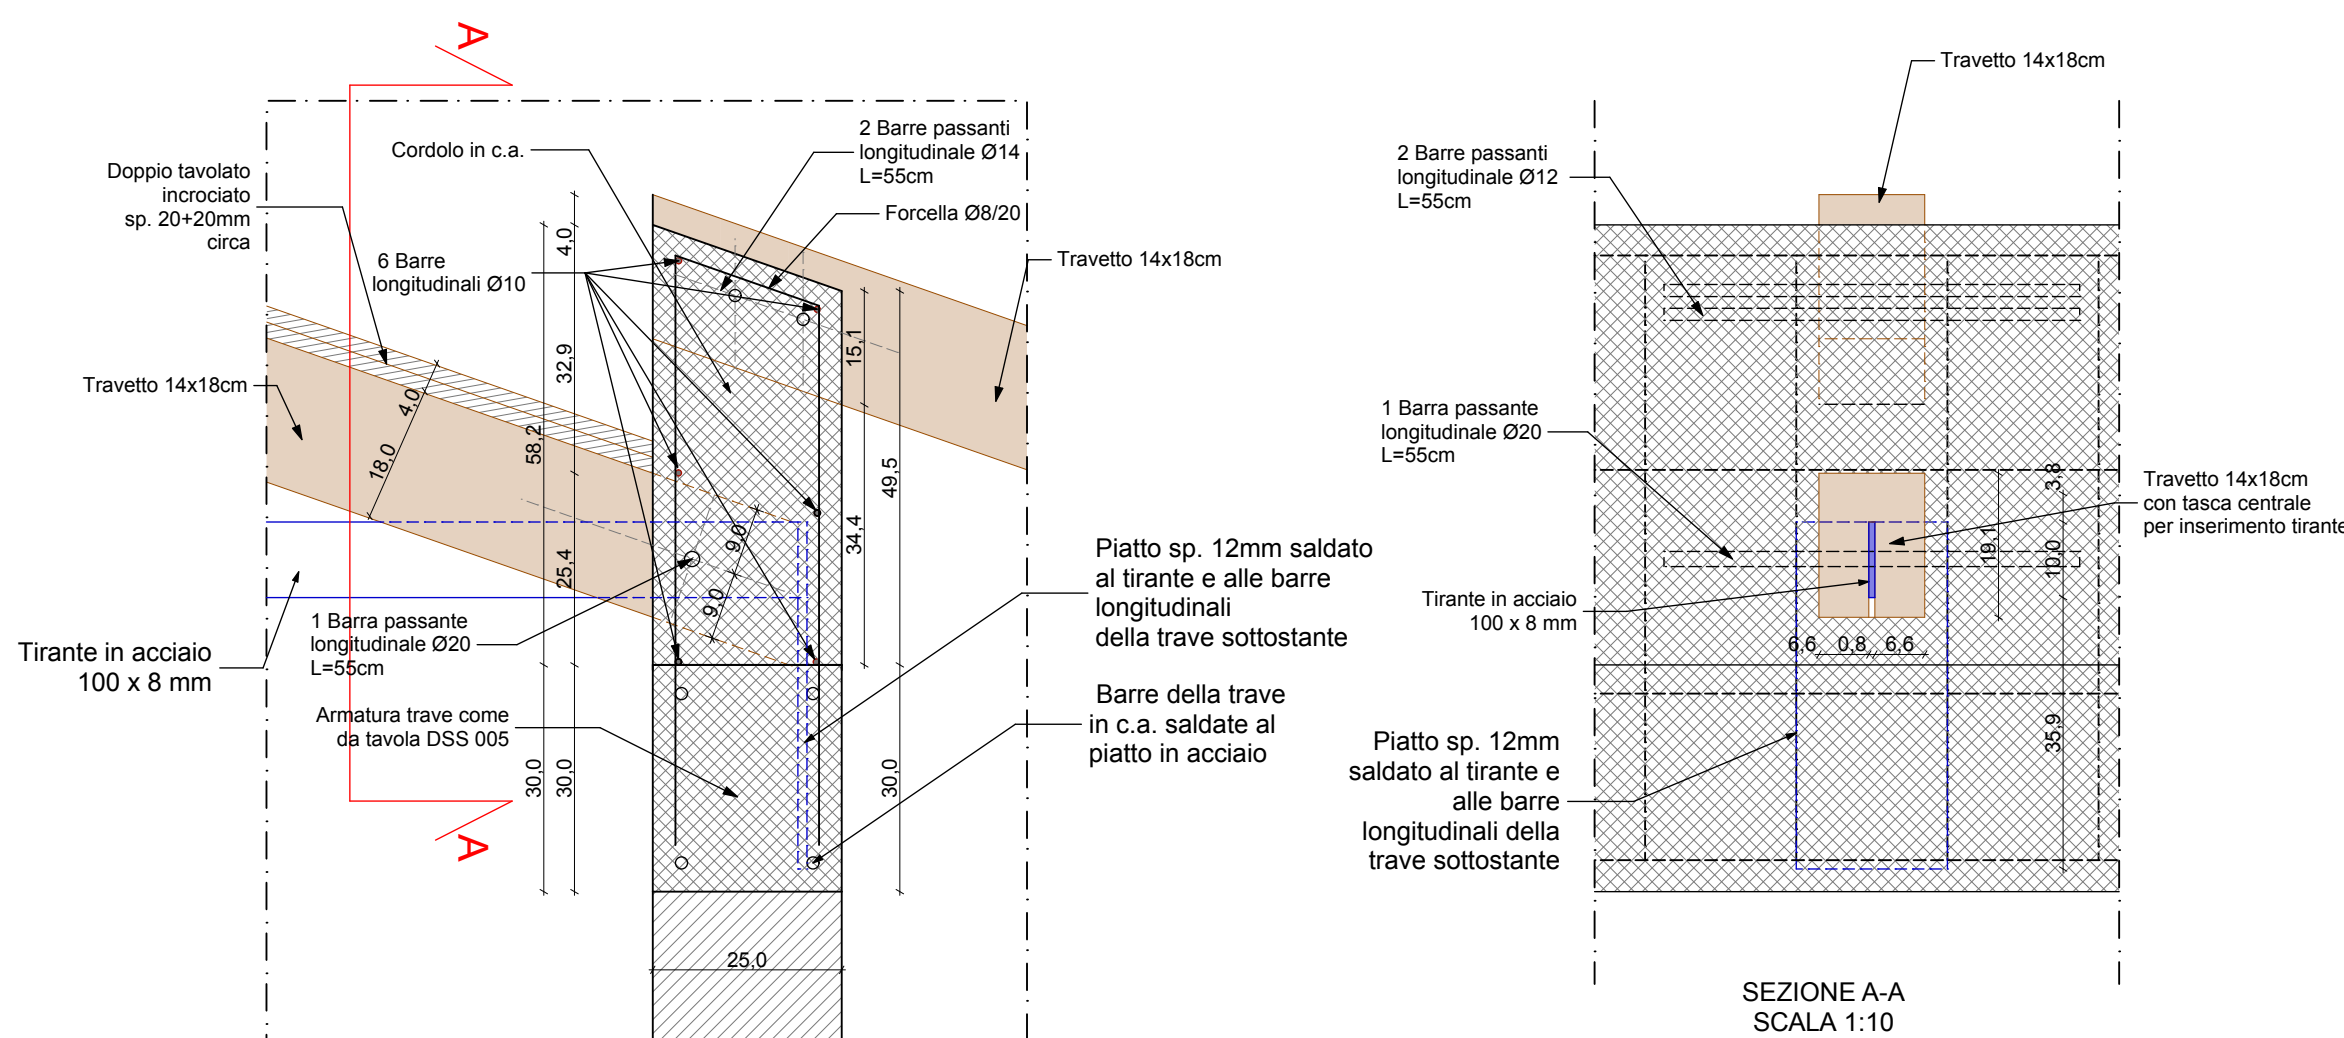 A
Doppio tavolato
incrociato
sp. 20+20mm
circa
Cordolo in c.a.
2 Barre passanti
longitudinale Ø14
L=55cm
Forcella Ø8/20
6 Barre
longitudinali Ø10
Travetto 14x18cm
Travetto 14x18cm
4,0
32,9
58,2
25,4
30,0
30,0
4,0
18,0
15,1
34,4
49,5
30,0
9,0
9,0
25,0
Tirante in acciaio
100 x 8 mm
1 Barra passante
longitudinale Ø20
L=55cm
Armatura trave come
da tavola DSS 005
A
Piatto sp. 12mm saldato
al tirante e alle barre
longitudinali
della trave sottostante
Barre della trave
in c.a. saldate al
piatto in acciaio
Travetto 14x18cm
2 Barre passanti
longitudinale Ø12
L=55cm
1 Barra passante
longitudinale Ø20
L=55cm
Travetto 14x18cm
con tasca centrale
per inserimento tirante
Tirante in acciaio
100 x 8 mm
3,8
19,1
10,0
35,9
6,6
0,8
6,6
Piatto sp. 12mm
saldato al tirante e
alle barre
longitudinali della
trave sottostante
SEZIONE A-A
SCALA 1:10